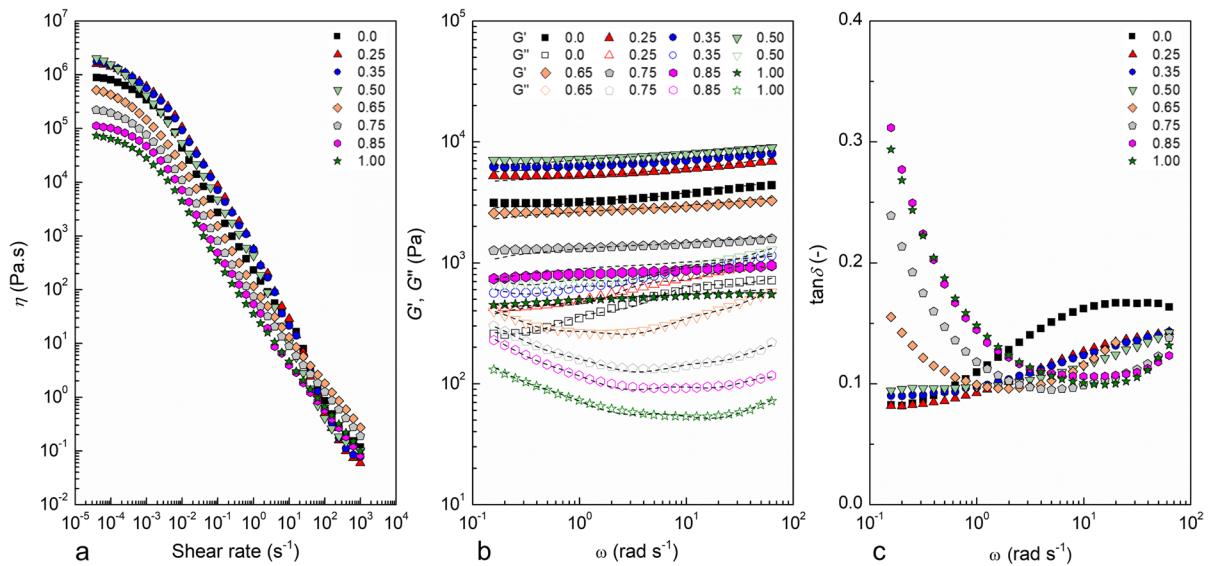 10^7
10^6
10^5
10^4
10^3
10^2
10^1
10^0
10^-1
10^-2
η (Pa.s)
0.0
0.25
0.35
0.50
0.65
0.75
0.85
1.00
10^-5 10^-4 10^-3 10^-2 10^-1 10^0 10^1 10^2 10^3 10^4
a Shear rate (s^-1)
10^5
10^4
10^3
10^2
10^1
G', G'' (Pa)
G' 0.0 0.25 0.35 0.50
G'' 0.0 0.25 0.35 0.50
G' 0.65 0.75 0.85 1.00
G'' 0.65 0.75 0.85 1.00
10^0 10^1 10^2
b ω (rad s^-1)
0.4
0.3
0.2
0.1
0.0
tanδ (-)
0.0
0.25
0.35
0.50
0.65
0.75
0.85
1.00
10^-1 10^0 10^1 10^2
c ω (rad s^-1)